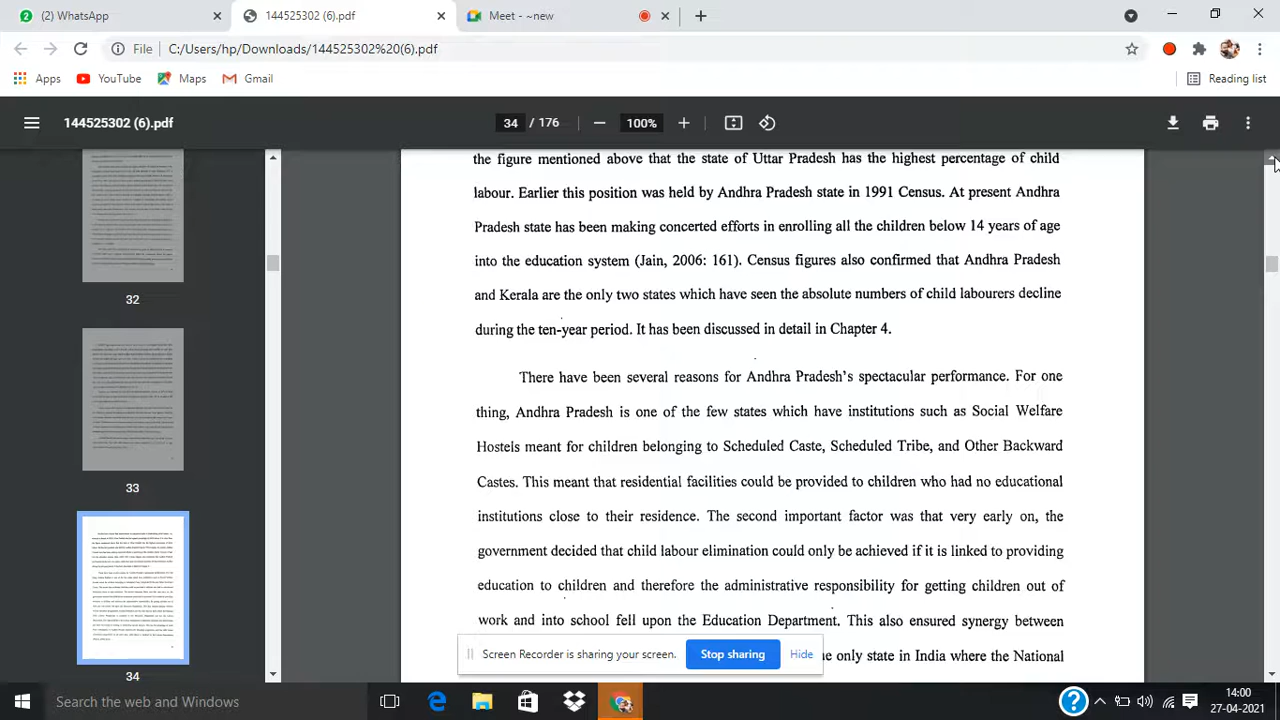 (2) WhatsApp
144525302 (6).pdf
Meet - ~new
File
C:/Users/hp/Downloads/144525302%20(6).pdf
Apps
YouTube
Maps
Gmail
Reading list
144525302 (6).pdf
34 / 176
100%
32
33
34
the figure mentioned above that the state of Uttar Pradesh has the highest percentage of child
labour. Earlier this position was held by Andhra Pradesh state in 1991 Census. At present Andhra
Pradesh state has been making concerted efforts in enrolling all the children below 14 years of age
into the education system (Jain, 2006: 161). Census figures also confirmed that Andhra Pradesh
and Kerala are the only two states which have seen the absolute numbers of child labourers decline
during the ten-year period. It has been discussed in detail in Chapter 4.
There have been several reasons for Andhra Pradesh's spectacular performance. For one
thing, Andhra Pradesh is one of the few states which have institutions such as Social Welfare
Hostels meant for children belonging to Scheduled Caste, Scheduled Tribe, and Other Backward
Castes. This meant that residential facilities could be provided to children who had no educational
institutions close to their residence. The second important factor was that very early on, the
government realized that child labour elimination can only be achieved if it is linked to providing
education to children and therefore the administrative responsibility for getting children out of
work and into schools fell upon the Education Department. This also ensured synergy between
e only state in India where the National
Screen Recorder is sharing your screen.
Stop sharing
Hide
Search the web and Windows
14:00
27-04-2021